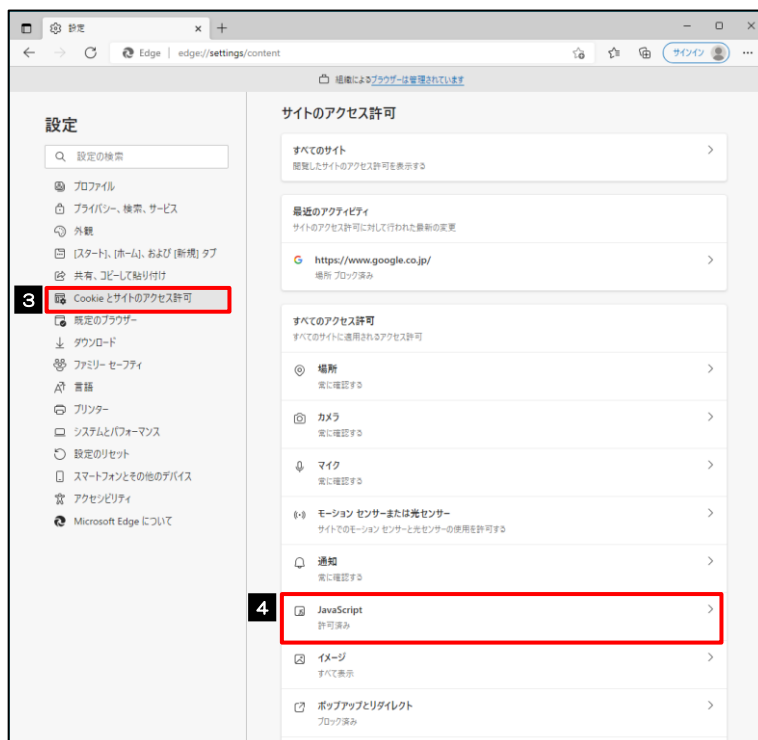 設定
Edge | edge://settings/content
サインイン
組織によるブラウザーは管理されています
設定
設定の検索
プロファイル
プライバシー、検索、サービス
外観
[スタート]、[ホーム]、および [新規] タブ
共有、コピーして貼り付け
3
Cookie とサイトのアクセス許可
既定のブラウザー
ダウンロード
ファミリー セーフティ
言語
プリンター
システムとパフォーマンス
設定のリセット
スマートフォンとその他のデバイス
アクセシビリティ
Microsoft Edge について
サイトのアクセス許可
すべてのサイト
閲覧したサイトのアクセス許可を表示する
最近のアクティビティ
サイトのアクセス許可に対して行われた最新の変更
https://www.google.co.jp/
場所 ブロック済み
すべてのアクセス許可
すべてのサイトに適用されるアクセス許可
場所
常に確認する
カメラ
常に確認する
マイク
常に確認する
モーション センサーまたは光センサー
サイトでのモーション センサーと光センサーの使用を許可する
通知
常に確認する
4
JavaScript
許可済み
イメージ
すべて表示
ポップアップとリダイレクト
ブロック済み